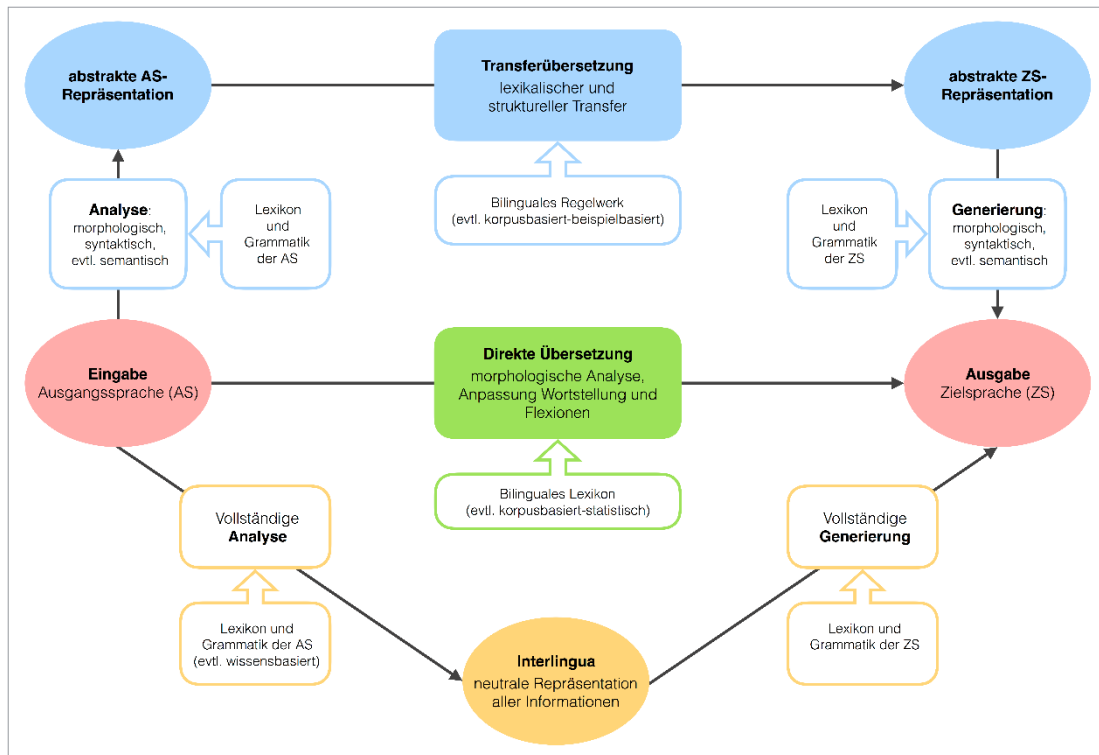 abstrakte AS-
Repräsentation
Transferübersetzung
lexikalischer und
struktureller Transfer
abstrakte ZS-
Repräsentation
Analyse:
morphologisch,
syntaktisch,
evtl. semantisch
Lexikon
und
Grammatik
der AS
Bilinguales Regelwerk
(evtl. korpusbasiert-beispielbasiert)
Lexikon
und
Grammatik
der ZS
Generierung:
morphologisch,
syntaktisch,
evtl. semantisch
Eingabe
Ausgangssprache (AS)
Direkte Übersetzung
morphologische Analyse,
Anpassung Wortstellung und
Flexionen
Ausgabe
Zielsprache (ZS)
Bilinguales Lexikon
(evtl. korpusbasiert-statistisch)
Vollständige
Analyse
Vollständige
Generierung
Lexikon und
Grammatik der AS
(evtl. wissensbasiert)
Interlingua
neutrale Repräsentation
aller Informationen
Lexikon und
Grammatik der ZS